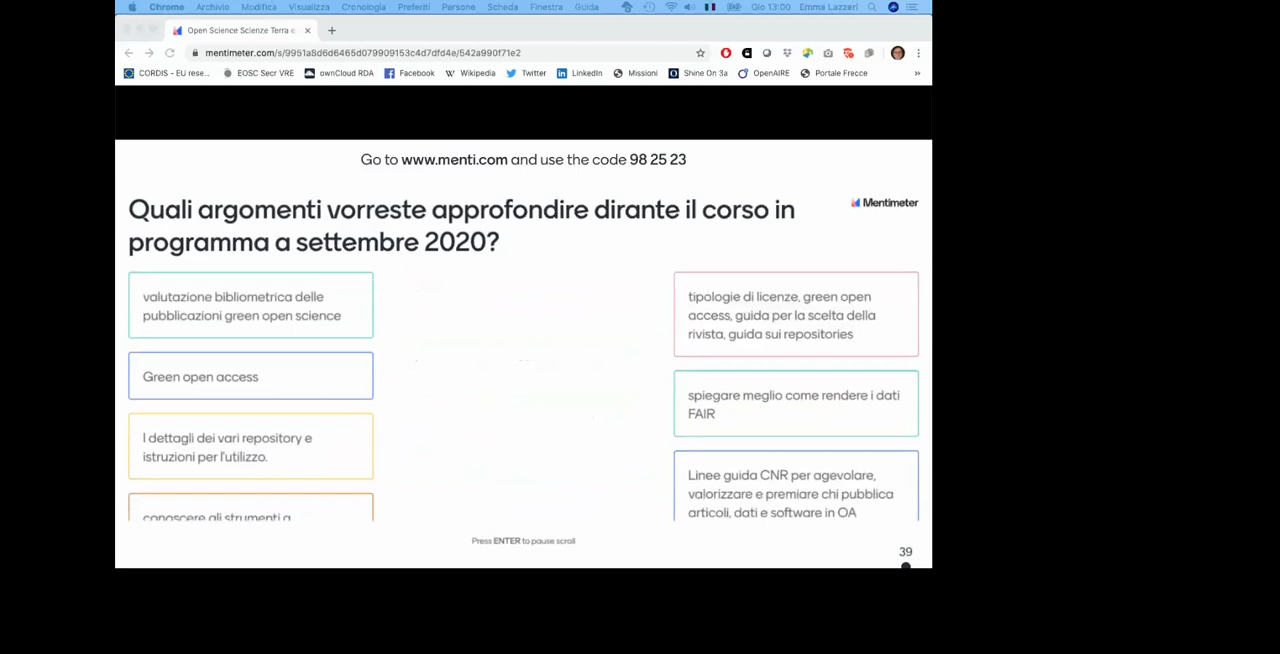 Chrome Archivio Modifica Visualizza Cronologia Preferiti Persone Scheda Finestra Guida Gio 13:00 Emma Lazzeri
Open Science Scienze Terra e
mentimeter.com/s/9951a8d6d6465d079909153c4d7dfd4e/542a990f71e2
CORDIS - EU rese... EOSC Secr VRE ownCloud RDA Facebook Wikipedia Twitter LinkedIn Missioni Shine On 3a OpenAIRE Portale Frecce »
Go to www.menti.com and use the code 98 25 23
Quali argomenti vorreste approfondire dirante il corso in
programma a settembre 2020?
Mentimeter
valutazione bibliometrica delle
pubblicazioni green open science
Green open access
I dettagli dei vari repository e
istruzioni per l'utilizzo.
conoscere gli strumenti a
tipologie di licenze, green open
access, guida per la scelta della
rivista, guida sui repositories
spiegare meglio come rendere i dati
FAIR
Linee guida CNR per agevolare,
valorizzare e premiare chi pubblica
articoli, dati e software in OA
Press ENTER to pause scroll
39